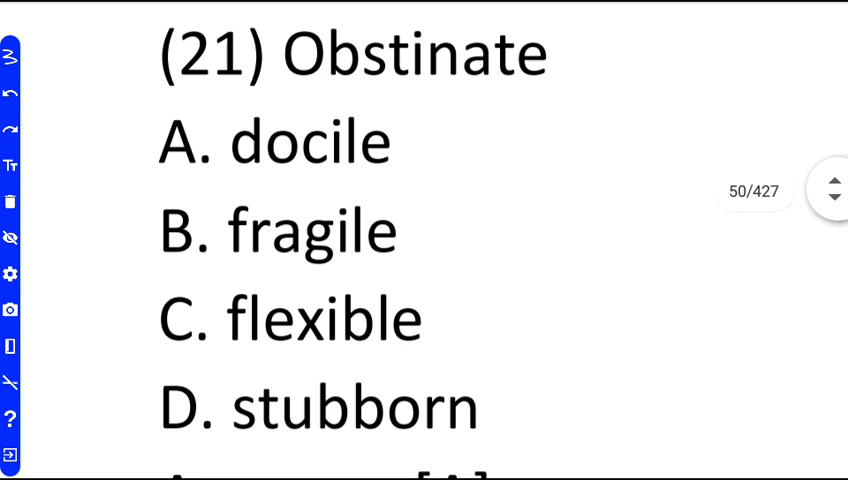 (21) Obstinate
A. docile
50/427
B. fragile
C. flexible
D. stubborn